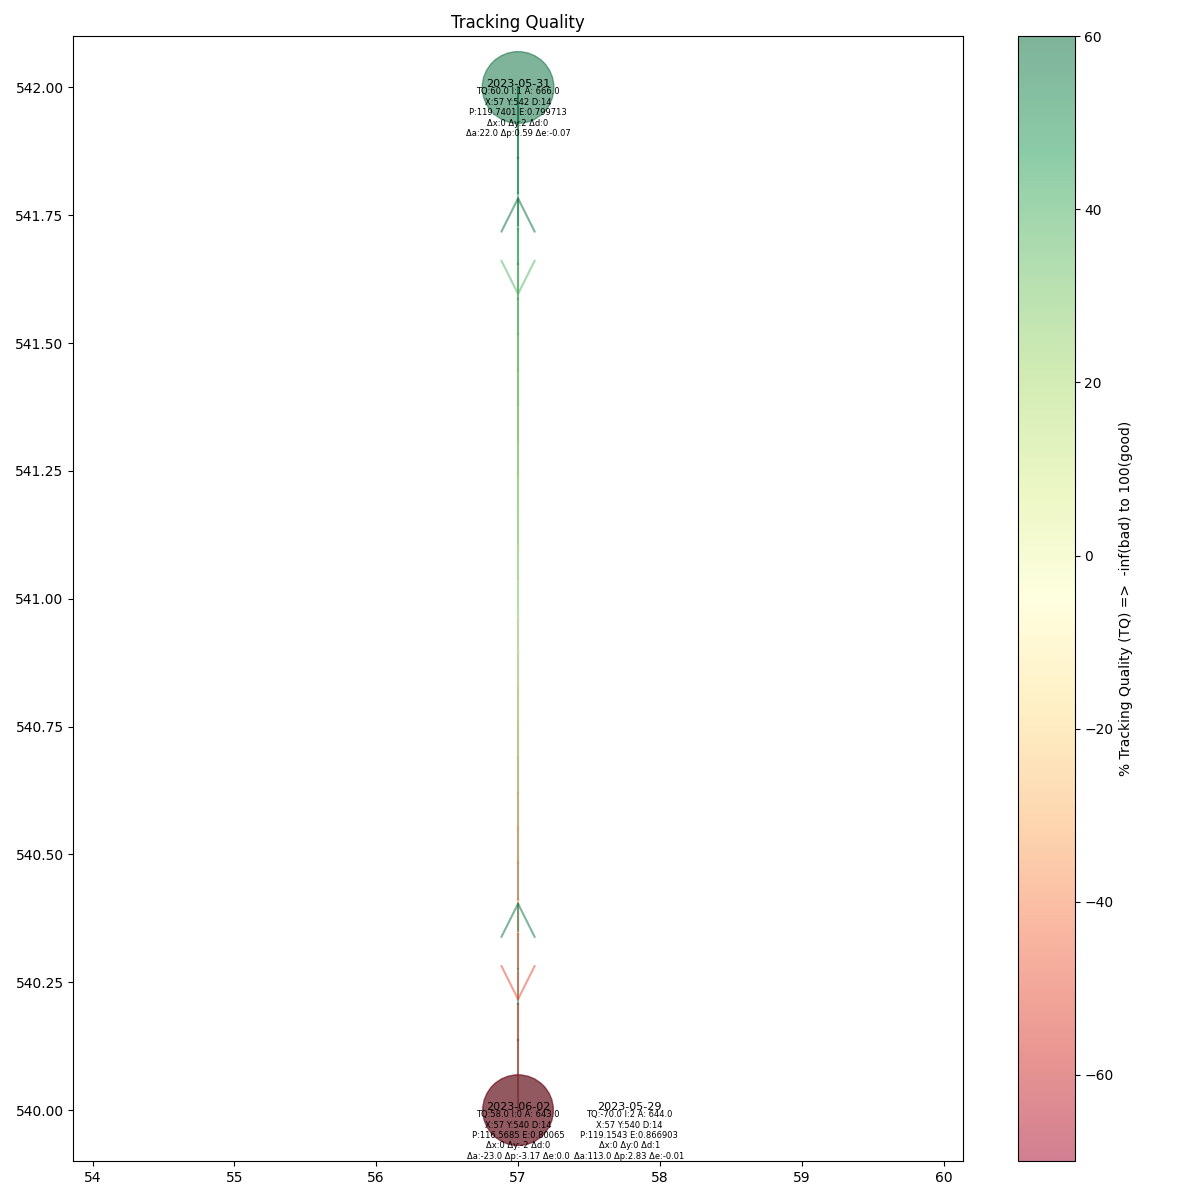 Tracking Quality
542.00
541.75
541.50
541.25
541.00
540.75
540.50
540.25
540.00
2023-05-31
TQ:60.0 I:1 A: 666.0
X:57 Y:542 D:14
P:119.7401 E:0.799713
Δx:0 Δy:2 Δd:0
Δa:22.0 Δp:0.59 Δe:-0.07
2023-06-02
TQ:58.0 I:0 A: 643.0
X:57 Y:540 D:14
P:116.5685 E:0.80065
Δx:0 Δy:-2 Δd:0
Δa:-23.0 Δp:-3.17 Δe:0.0
2023-05-29
TQ:-70.0 I:2 A: 644.0
X:57 Y:540 D:14
P:119.1543 E:0.866903
Δx:0 Δy:0 Δd:1
Δa:113.0 Δp:2.83 Δe:-0.01
54
55
56
57
58
59
60
60
40
20
0
−20
−40
−60
% Tracking Quality (TQ) =>  -inf(bad) to 100(good)